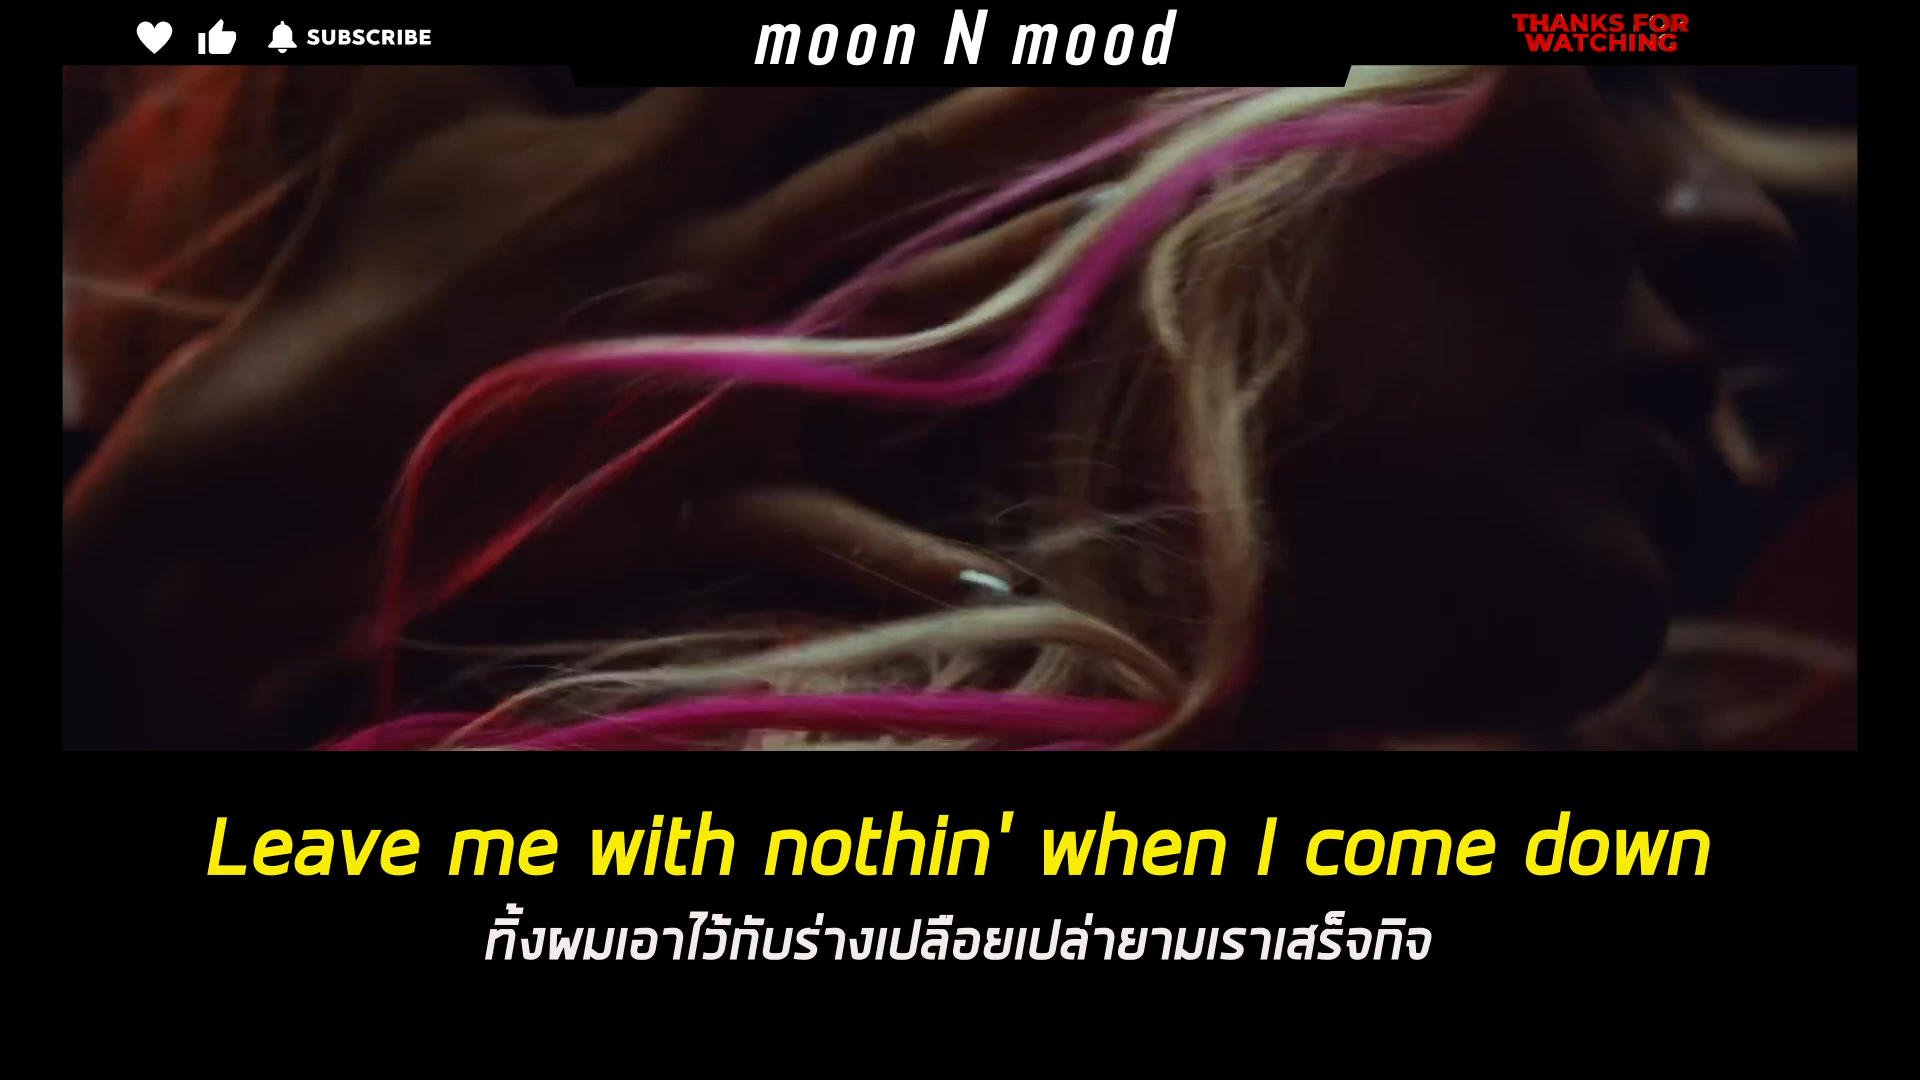 SUBSCRIBE
moon N mood
THANKS FOR
WATCHING
Leave me with nothin' when I come down
ทิ้งผมเอาไว้กับร่างเปลือยเปล่ายามเราเสร็จกิจ